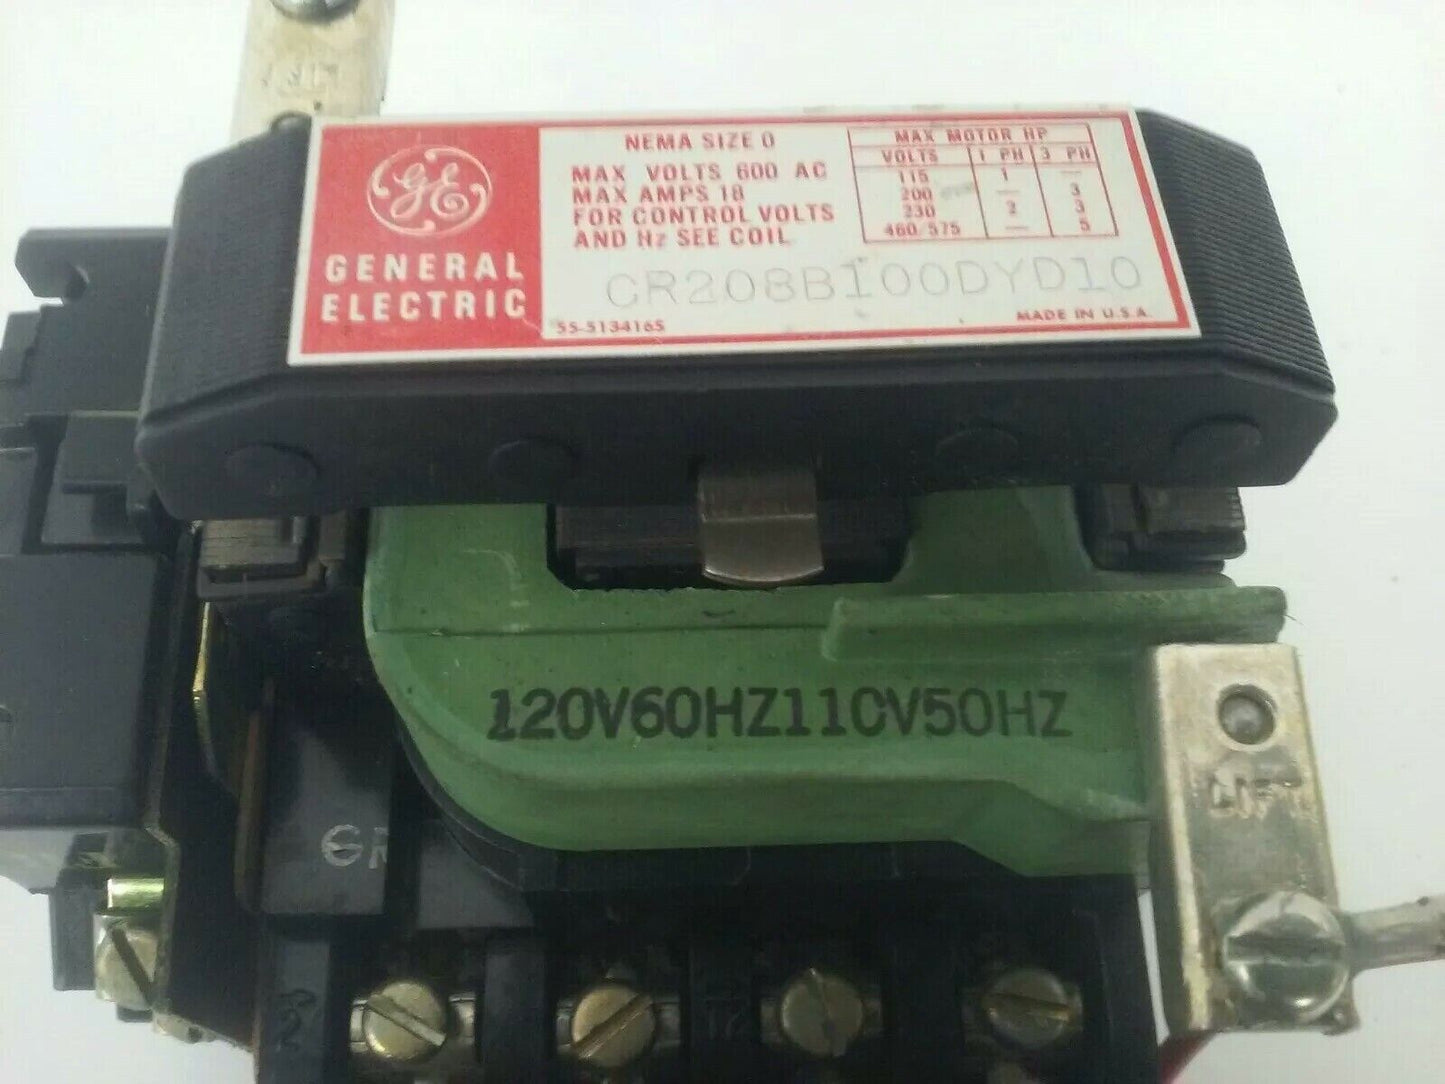 GE
GENERAL
ELECTRIC
NEMA SIZE 0
MAX VOLTS 600 AC
MAX AMPS 18
FOR CONTROL VOLTS
AND Hz SEE COIL
MAX MOTOR HP
VOLTS 1 PH 3 PH
115 1 —
200 — 3
230 2 3
460/575 — 5
CR208B100DYD10
55-5134165
MADE IN U.S.A.
120V60HZ110V50HZ